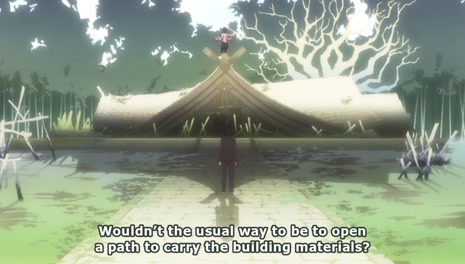 Wouldn't the usual way to be to open
a path to carry the building materials?